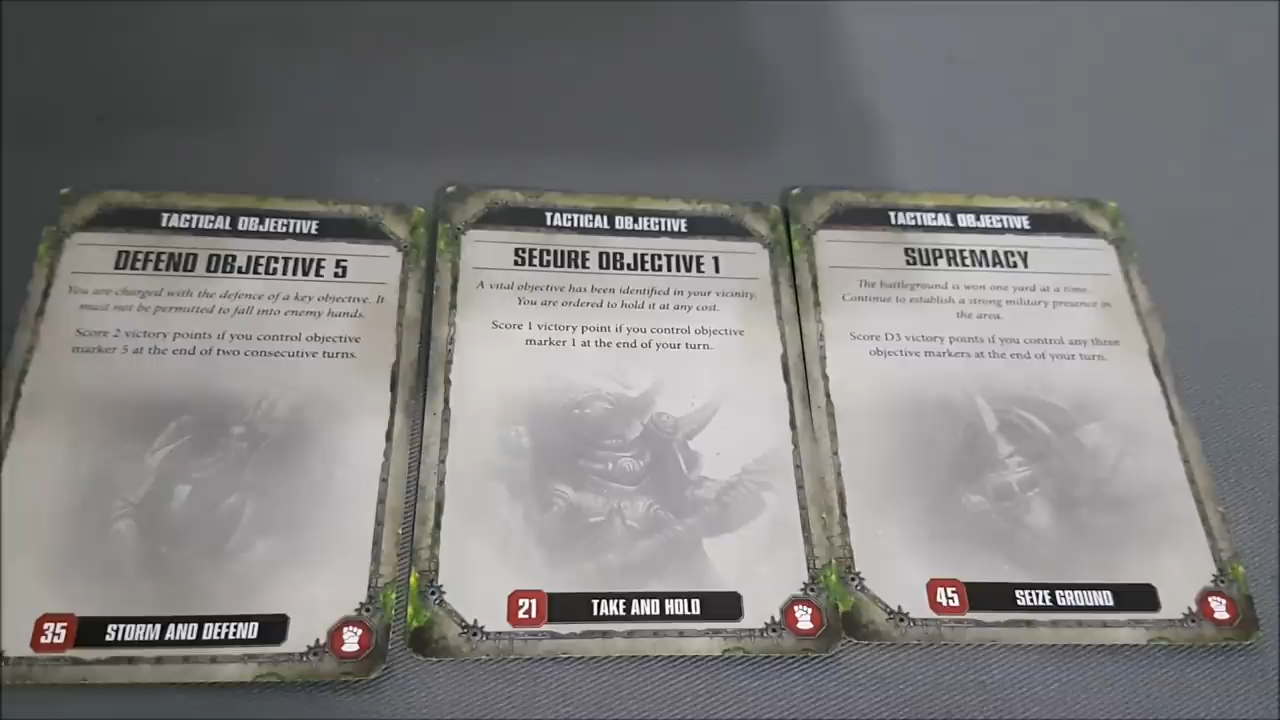 TACTICAL OBJECTIVE
DEFEND OBJECTIVE 5
You are charged with the defence of a key objective. It
must not be permitted to fall into enemy hands.
Score 2 victory points if you control objective
marker 5 at the end of two consecutive turns.
35
STORM AND DEFEND
TACTICAL OBJECTIVE
SECURE OBJECTIVE 1
A vital objective has been identified in your vicinity.
You are ordered to hold it at any cost.
Score 1 victory point if you control objective
marker 1 at the end of your turn.
21
TAKE AND HOLD
TACTICAL OBJECTIVE
SUPREMACY
The battleground is won one yard at a time.
Continue to establish a strong military presence in
the area.
Score D3 victory points if you control any three
objective markers at the end of your turn.
45
SEIZE GROUND